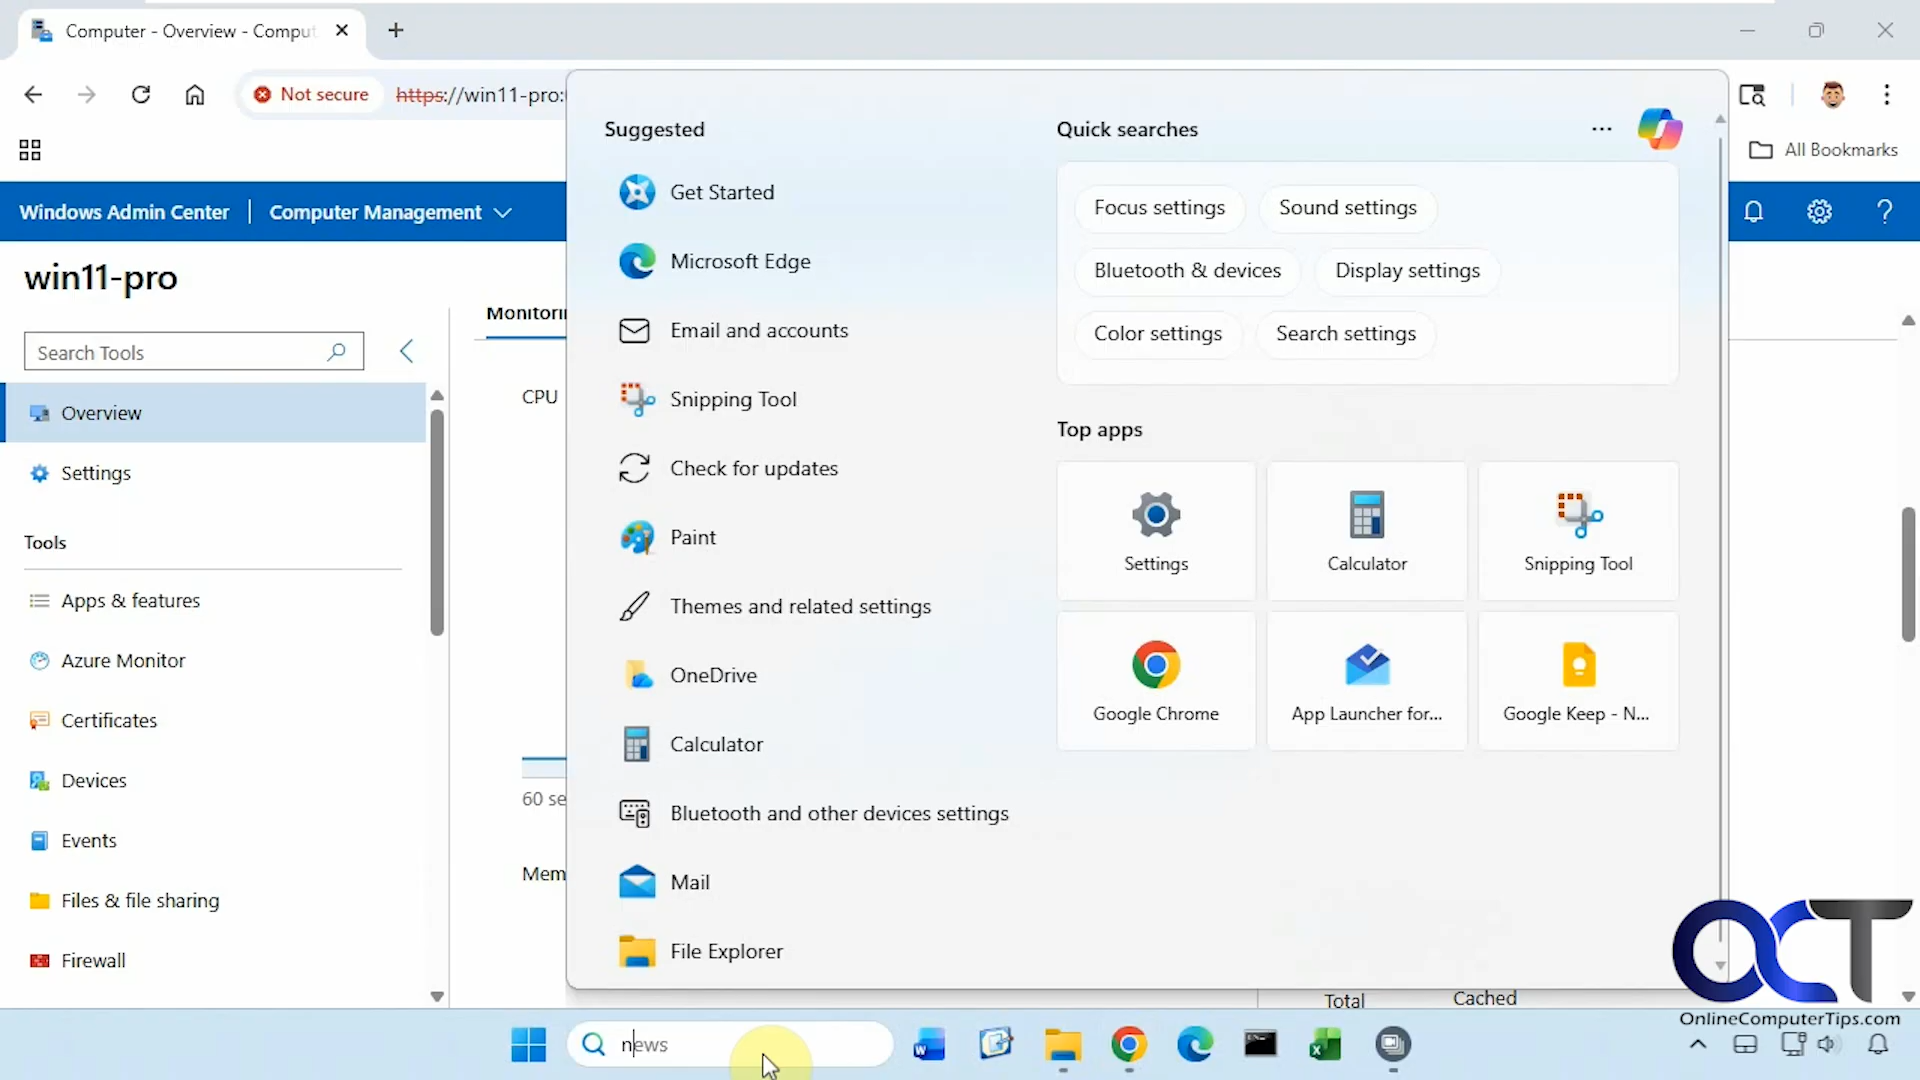 Computer - Overview - Comput
Not secure
https://win11-pro:
All Bookmarks
Windows Admin Center
Computer Management
win11-pro
Search Tools
Overview
Settings
Tools
Apps & features
Azure Monitor
Certificates
Devices
Events
Files & file sharing
Firewall
Monitorin
CPU
60 se
Mem
Suggested
Get Started
Microsoft Edge
Email and accounts
Snipping Tool
Check for updates
Paint
Themes and related settings
OneDrive
Calculator
Bluetooth and other devices settings
Mail
File Explorer
Quick searches
Focus settings
Sound settings
Bluetooth & devices
Display settings
Color settings
Search settings
Top apps
Settings
Calculator
Snipping Tool
Google Chrome
App Launcher for...
Google Keep - N...
Total
Cached
OCT
OnlineComputerTips.com
news